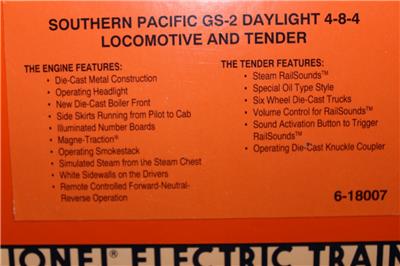 SOUTHERN PACIFIC GS-2 DAYLIGHT 4-8-4
LOCOMOTIVE AND TENDER
THE ENGINE FEATURES:
• Die-Cast Metal Construction
• Operating Headlight
• New Die-Cast Boiler Front
• Side Skirts Running from Pilot to Cab
• Illuminated Number Boards
• Magne-Traction®
• Operating Smokestack
• Simulated Steam from the Steam Chest
• White Sidewalls on the Drivers
• Remote Controlled Forward-Neutral-
Reverse Operation
THE TENDER FEATURES:
• Steam RailSounds™
• Special Oil Type Style
• Six Wheel Die-Cast Trucks
• Volume Control for RailSounds™
• Sound Activation Button to Trigger
RailSounds™
• Operating Die-Cast Knuckle Coupler
6-18007
IONEL® ELECTRIC TRAIN